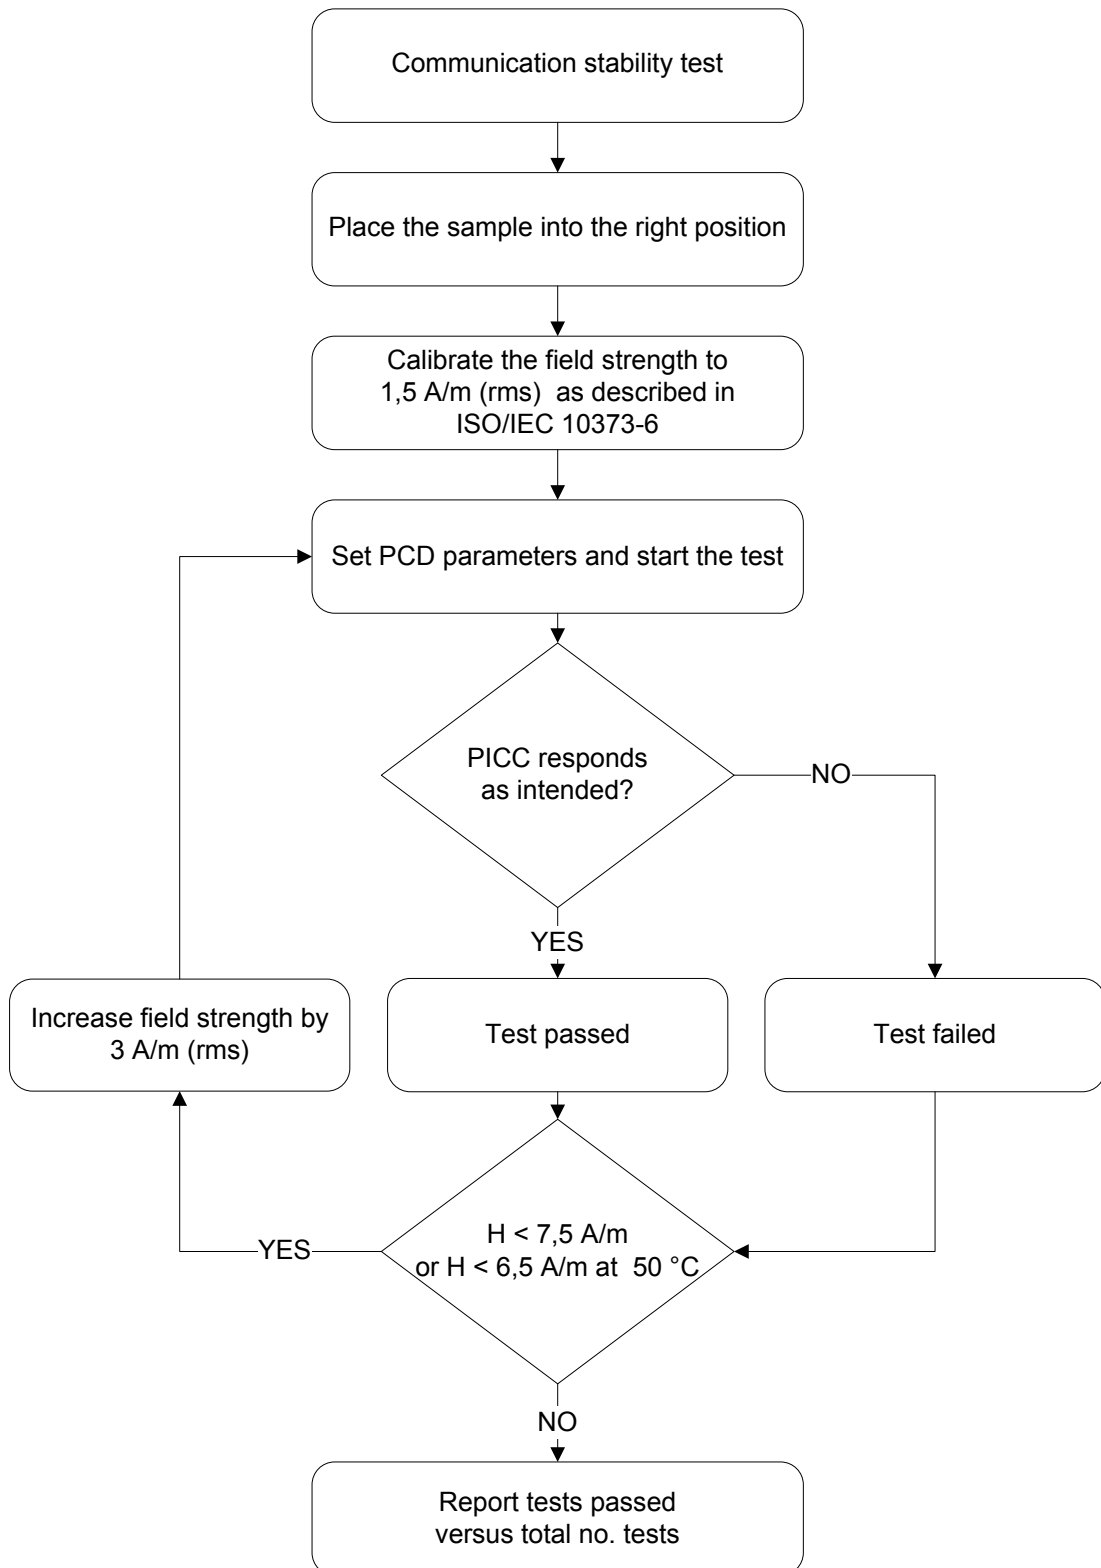 Communication stability test
Place the sample into the right position
Calibrate the field strength to
1,5 A/m (rms)  as described in
ISO/IEC 10373-6
Set PCD parameters and start the test
PICC responds
as intended?
NO
YES
Increase field strength by
3 A/m (rms)
Test passed
Test failed
H < 7,5 A/m
or H < 6,5 A/m at  50 °C
YES
NO
Report tests passed
versus total no. tests